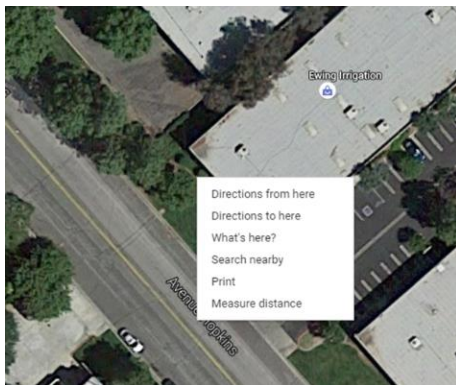 Ewing Irrigation
Directions from here
Directions to here
What's here?
Search nearby
Print
Measure distance
Avenue Hopkins